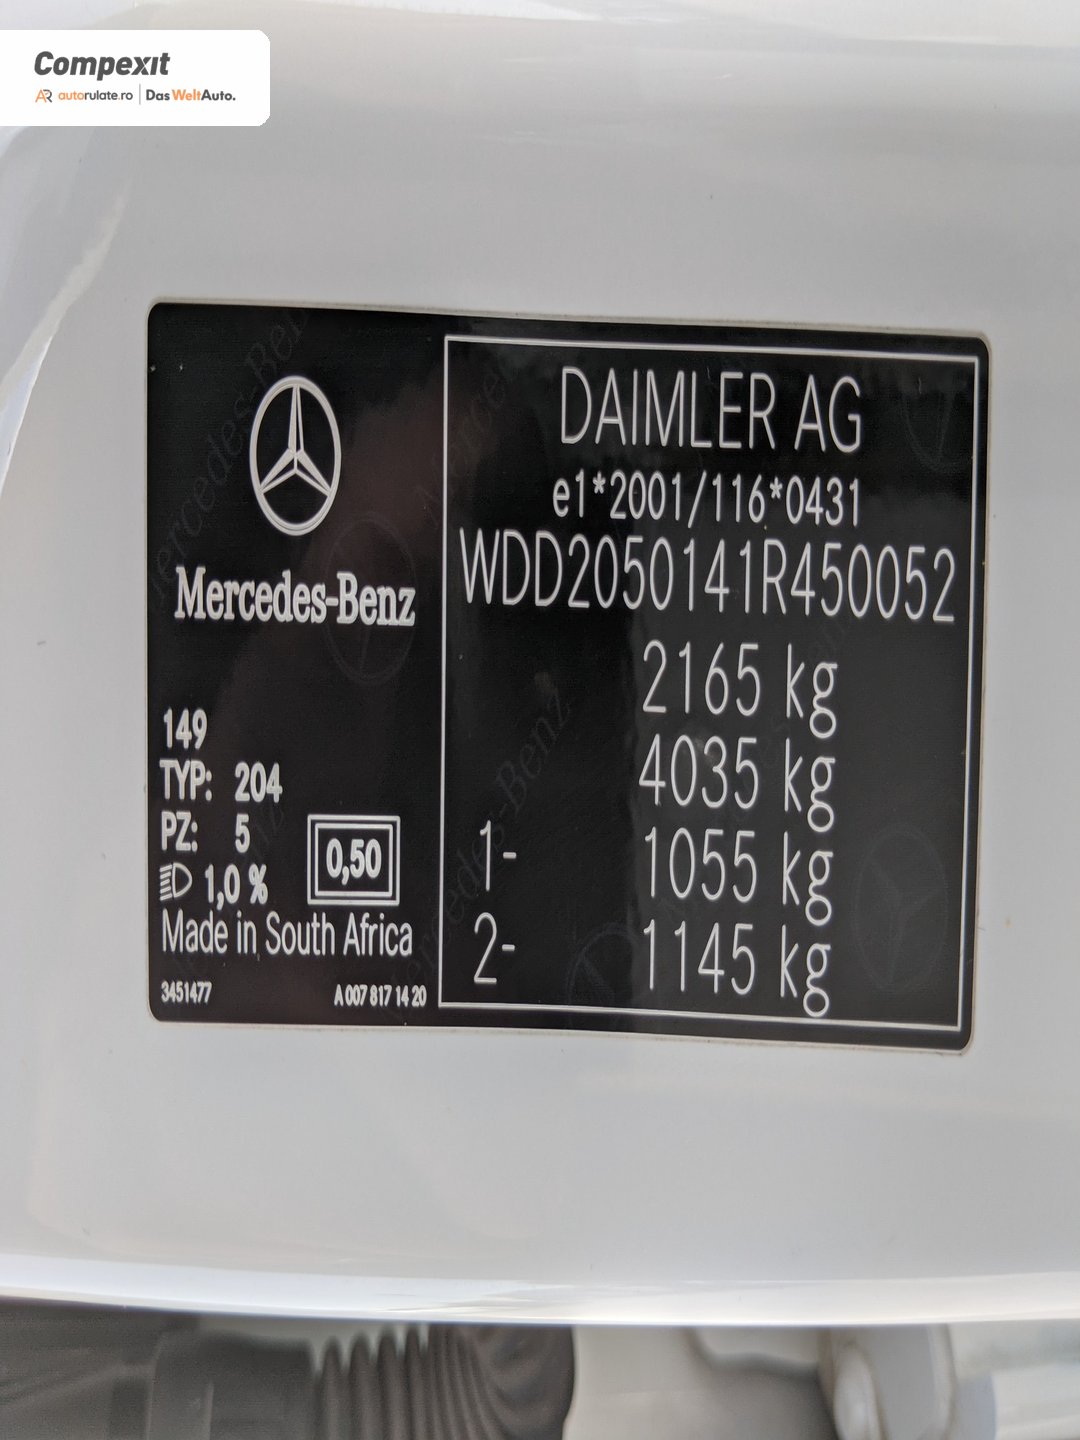 Compexit
autorulate.ro | Das WeltAuto.
Mercedes-Benz
149
TYP: 204
PZ: 5
1,0 %
0,50
Made in South Africa
3451477
A 007 817 14 20
DAIMLER AG
e1*2001/116*0431
WDD2050141R450052
2165 kg
4035 kg
1- 1055 kg
2- 1145 kg